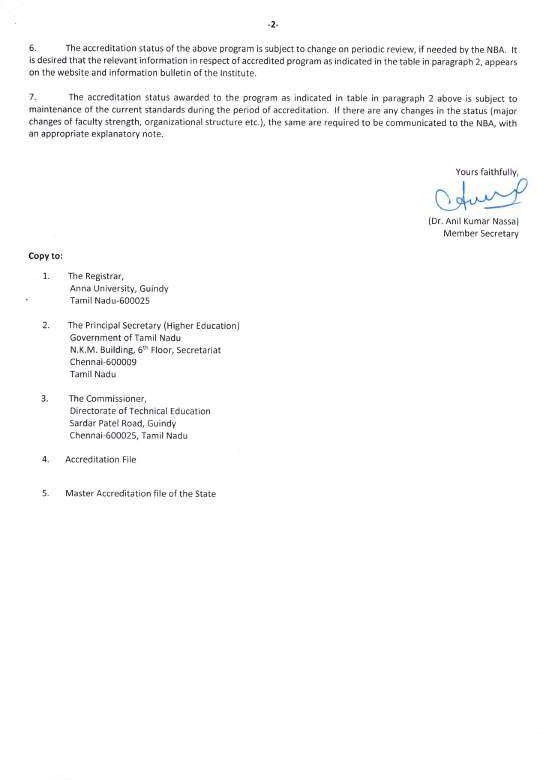 -2-
6. The accreditation status of the above program is subject to change on periodic review, if needed by the NBA. It
is desired that the relevant information in respect of accredited program as indicated in the table in paragraph 2, appears
on the website and information bulletin of the Institute.
7. The accreditation status awarded to the program as indicated in table in paragraph 2 above is subject to
maintenance of the current standards during the period of accreditation. If there are any changes in the status (major
changes of faculty strength, organizational structure etc.), the same are required to be communicated to the NBA, with
an appropriate explanatory note.
Yours faithfully,
(Dr. Anil Kumar Nassa)
Member Secretary
Copy to:
1. The Registrar,
Anna University, Guindy
Tamil Nadu-600025
2. The Principal Secretary (Higher Education)
Government of Tamil Nadu
N.K.M. Building, 6th Floor, Secretariat
Chennai-600009
Tamil Nadu
3. The Commissioner,
Directorate of Technical Education
Sardar Patel Road, Guindy
Chennai-600025, Tamil Nadu
4. Accreditation File
5. Master Accreditation file of the State